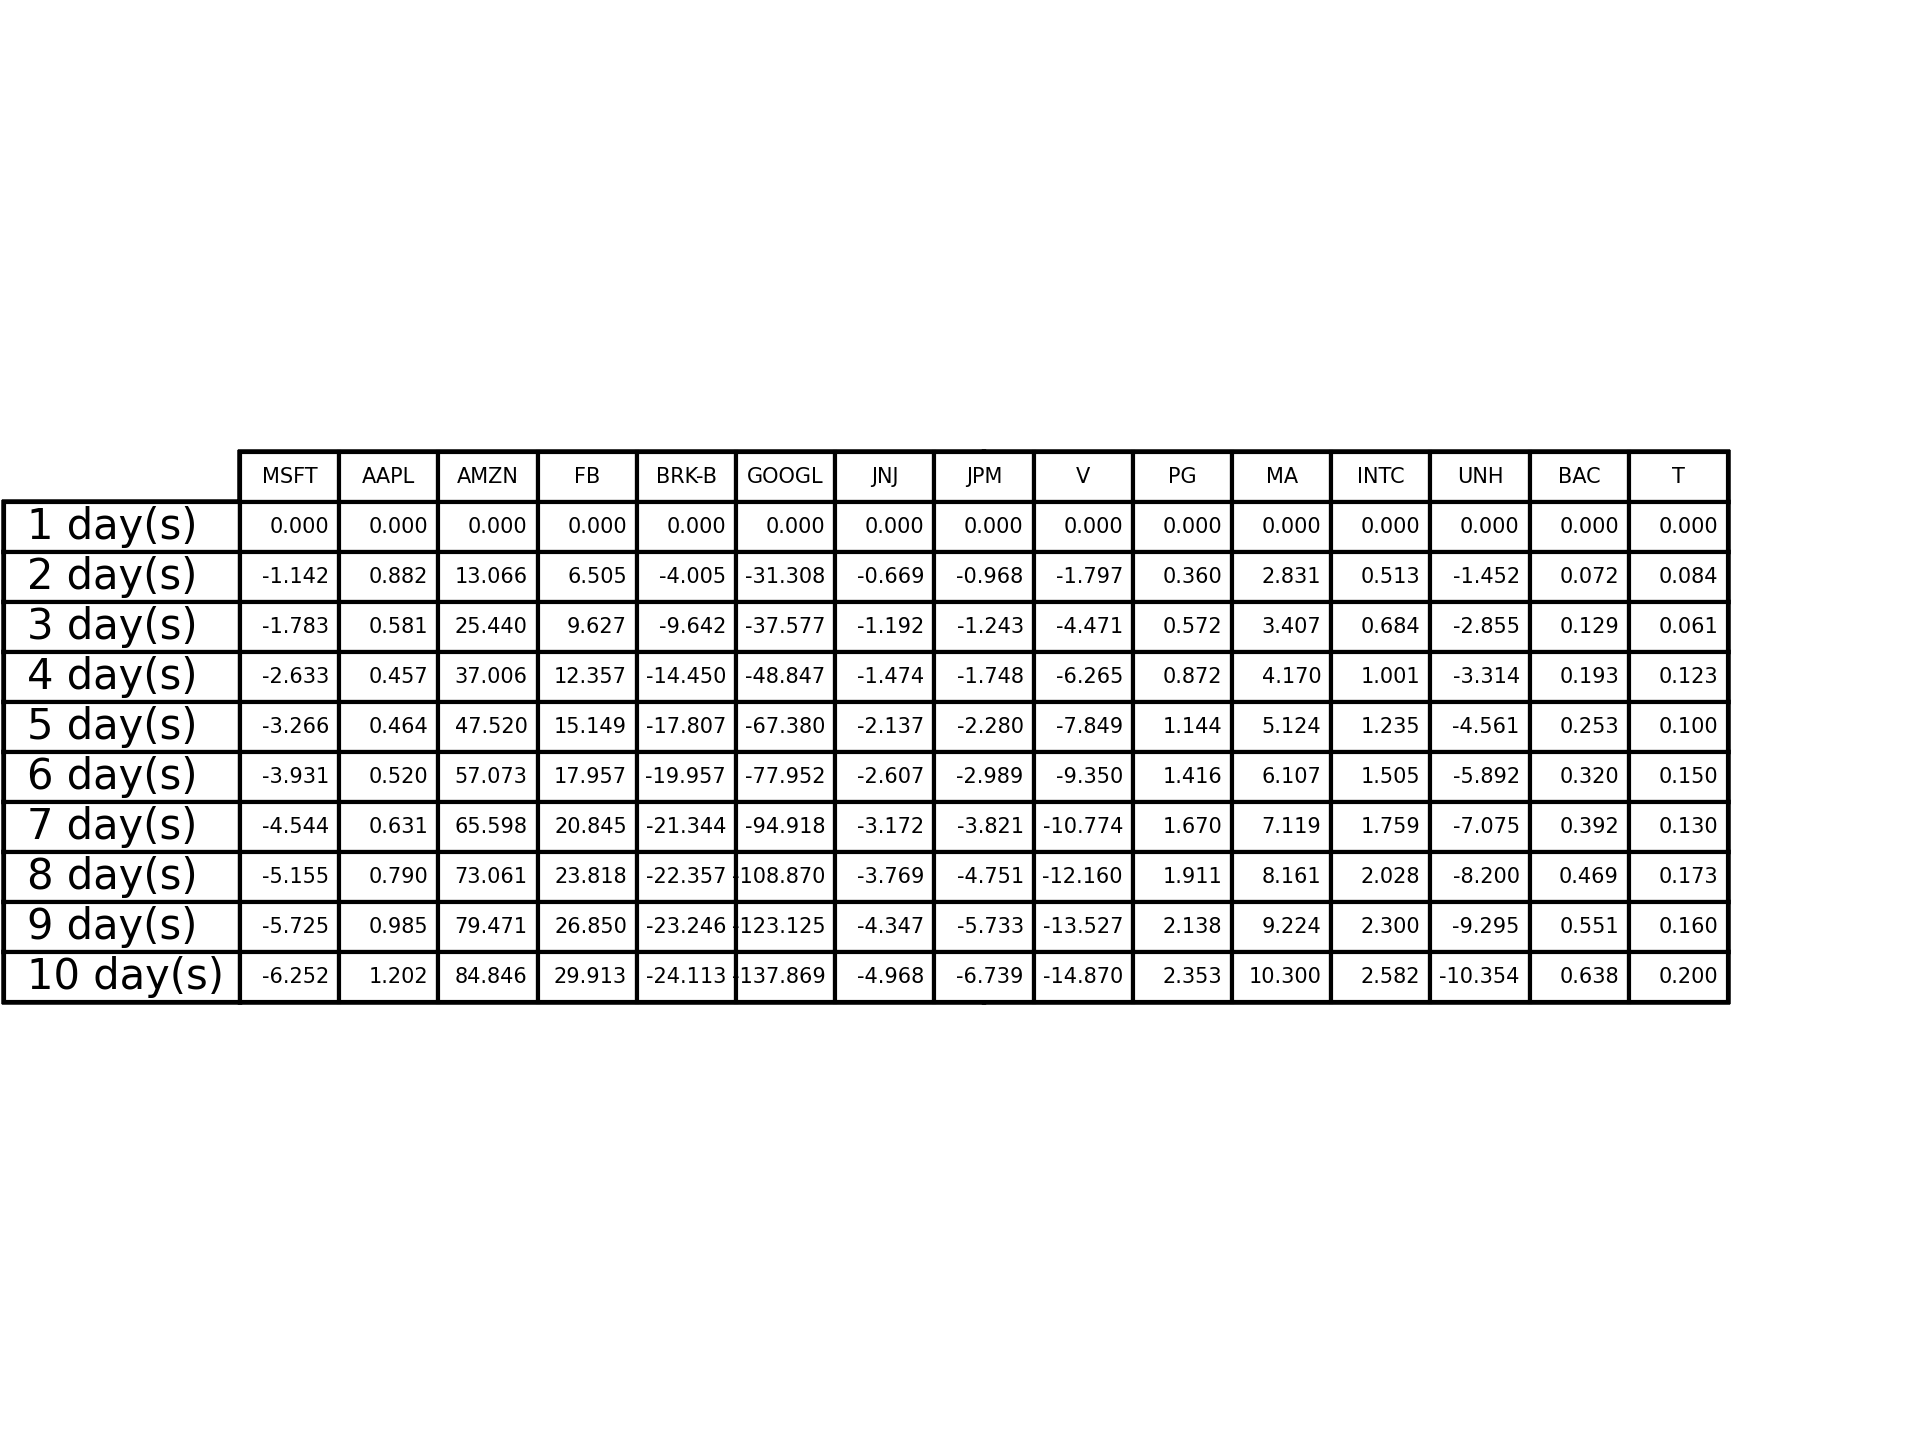 MSFT AAPL AMZN FB BRK-B GOOGL JNJ JPM V PG MA INTC UNH BAC T
1 day(s) 0.000 0.000 0.000 0.000 0.000 0.000 0.000 0.000 0.000 0.000 0.000 0.000 0.000 0.000 0.000
2 day(s) -1.142 0.882 13.066 6.505 -4.005 -31.308 -0.669 -0.968 -1.797 0.360 2.831 0.513 -1.452 0.072 0.084
3 day(s) -1.783 0.581 25.440 9.627 -9.642 -37.577 -1.192 -1.243 -4.471 0.572 3.407 0.684 -2.855 0.129 0.061
4 day(s) -2.633 0.457 37.006 12.357 -14.450 -48.847 -1.474 -1.748 -6.265 0.872 4.170 1.001 -3.314 0.193 0.123
5 day(s) -3.266 0.464 47.520 15.149 -17.807 -67.380 -2.137 -2.280 -7.849 1.144 5.124 1.235 -4.561 0.253 0.100
6 day(s) -3.931 0.520 57.073 17.957 -19.957 -77.952 -2.607 -2.989 -9.350 1.416 6.107 1.505 -5.892 0.320 0.150
7 day(s) -4.544 0.631 65.598 20.845 -21.344 -94.918 -3.172 -3.821 -10.774 1.670 7.119 1.759 -7.075 0.392 0.130
8 day(s) -5.155 0.790 73.061 23.818 -22.357 -108.870 -3.769 -4.751 -12.160 1.911 8.161 2.028 -8.200 0.469 0.173
9 day(s) -5.725 0.985 79.471 26.850 -23.246 -123.125 -4.347 -5.733 -13.527 2.138 9.224 2.300 -9.295 0.551 0.160
10 day(s) -6.252 1.202 84.846 29.913 -24.113 -137.869 -4.968 -6.739 -14.870 2.353 10.300 2.582 -10.354 0.638 0.200